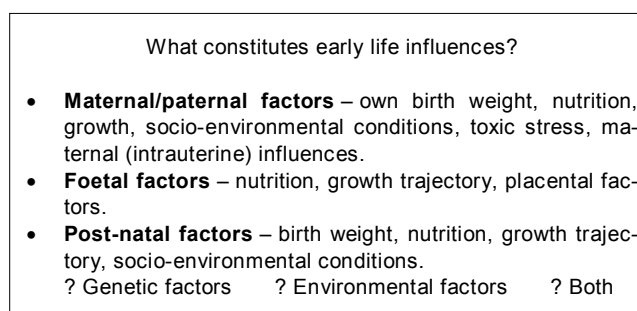 What constitutes early life influences?
• Maternal/paternal factors – own birth weight, nutrition,
growth, socio-environmental conditions, toxic stress, ma-
ternal (intrauterine) influences.
• Foetal factors – nutrition, growth trajectory, placental fac-
tors.
• Post-natal factors – birth weight, nutrition, growth trajec-
tory, socio-environmental conditions.
? Genetic factors ? Environmental factors ? Both